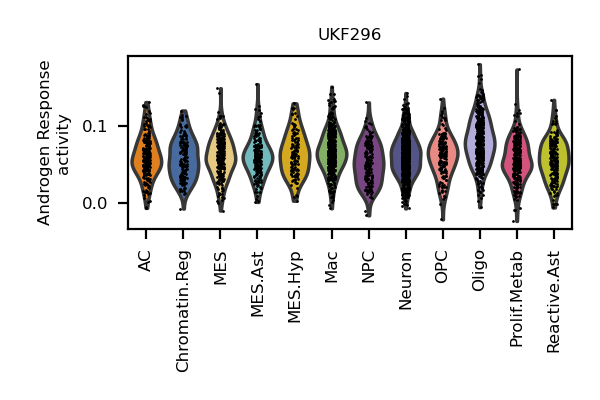 UKF296
Androgen Response
activity
0.1
0.0
AC
Chromatin.Reg
MES
MES.Ast
MES.Hyp
Mac
NPC
Neuron
OPC
Oligo
Prolif.Metab
Reactive.Ast